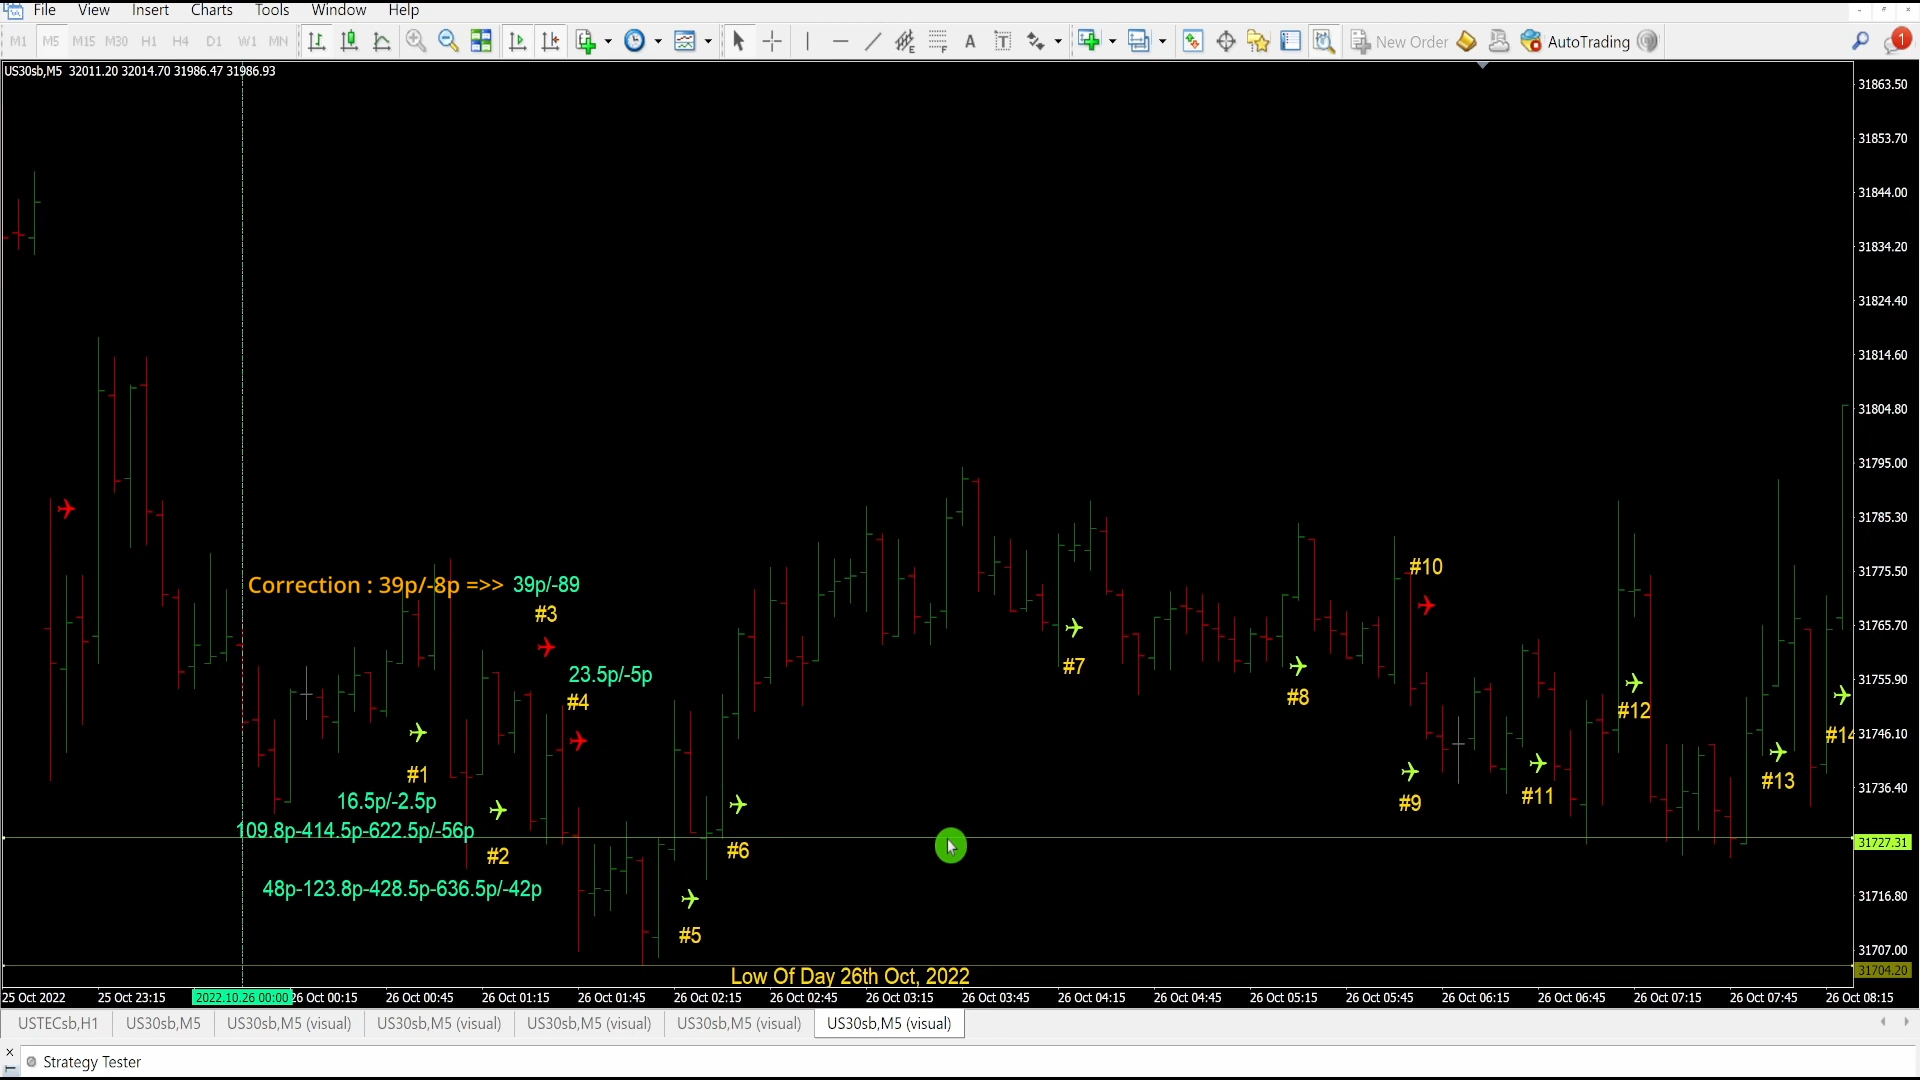 File View Insert Charts Tools Window Help
M1 M5 M15 M30 H1 H4 D1 W1 MN New Order AutoTrading 1
US30sb,M5 32011.20 32014.70 31986.47 31986.93
31863.50
31853.70
31844.00
31834.20
31824.40
31814.60
31804.80
31795.00
31785.30
31775.50
31765.70
31755.90
31746.10
31736.40
31727.31
31716.80
31707.00
31704.20
Correction : 39p/-8p =>> 39p/-89
#3
23.5p/-5p
#4
#1
16.5p/-2.5p
109.8p-414.5p-622.5p/-56p
#2
48p-123.8p-428.5p-636.5p/-42p
#5
#6
#7
#8
#10
#9
#11
#12
#13
#14
Low Of Day 26th Oct, 2022
25 Oct 2022 25 Oct 23:15 2022.10.26 00:00 26 Oct 00:15 26 Oct 00:45 26 Oct 01:15 26 Oct 01:45 26 Oct 02:15 26 Oct 02:45 26 Oct 03:15 26 Oct 03:45 26 Oct 04:15 26 Oct 04:45 26 Oct 05:15 26 Oct 05:45 26 Oct 06:15 26 Oct 06:45 26 Oct 07:15 26 Oct 07:45 26 Oct 08:15
USTECsb,H1 US30sb,M5 US30sb,M5 (visual) US30sb,M5 (visual) US30sb,M5 (visual) US30sb,M5 (visual) US30sb,M5 (visual)
Strategy Tester